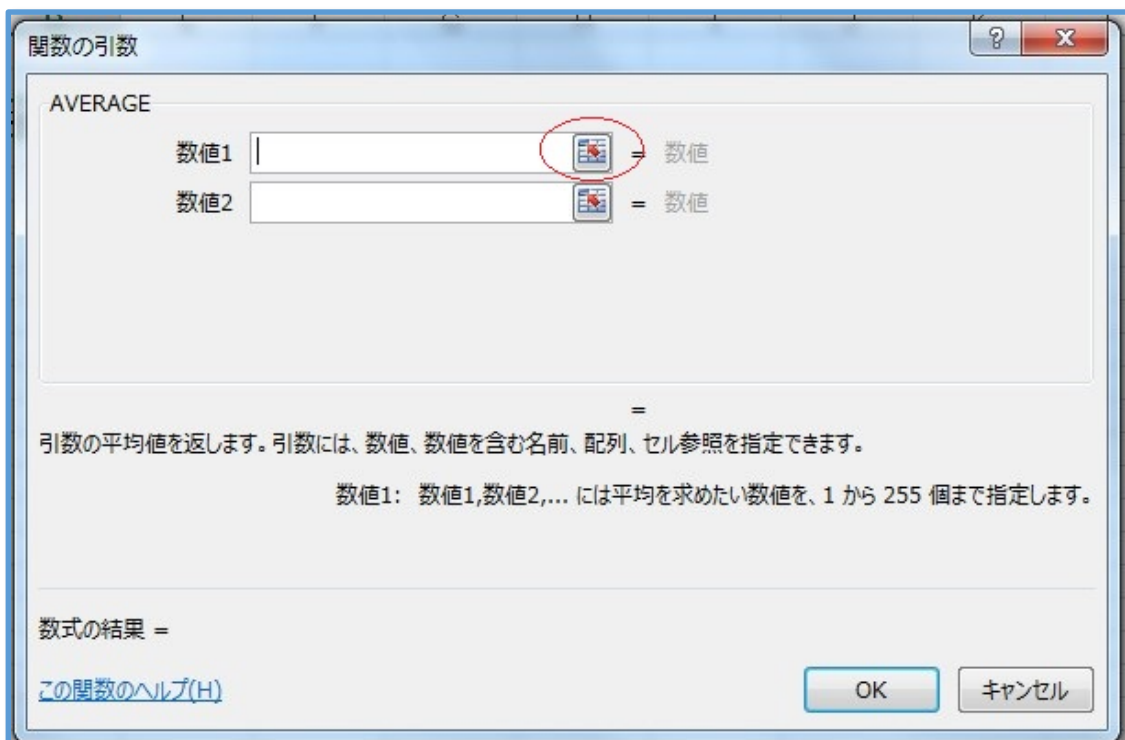 関数の引数
AVERAGE
数値1 = 数値
数値2 = 数値
=
引数の平均値を返します。引数には、数値、数値を含む名前、配列、セル参照を指定できます。
数値1: 数値1,数値2,... には平均を求めたい数値を、1 から 255 個まで指定します。
数式の結果 =
この関数のヘルプ(H)
OK キャンセル